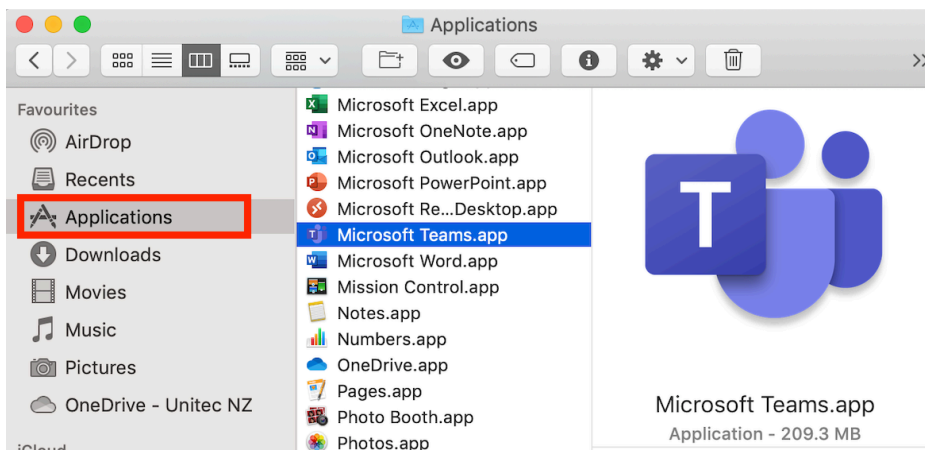 Applications
Favourites
AirDrop
Recents
Applications
Downloads
Movies
Music
Pictures
OneDrive - Unitec NZ
iCloud
Microsoft Excel.app
Microsoft OneNote.app
Microsoft Outlook.app
Microsoft PowerPoint.app
Microsoft Re...Desktop.app
Microsoft Teams.app
Microsoft Word.app
Mission Control.app
Notes.app
Numbers.app
OneDrive.app
Pages.app
Photo Booth.app
Photos.app
T
Microsoft Teams.app
Application - 209.3 MB